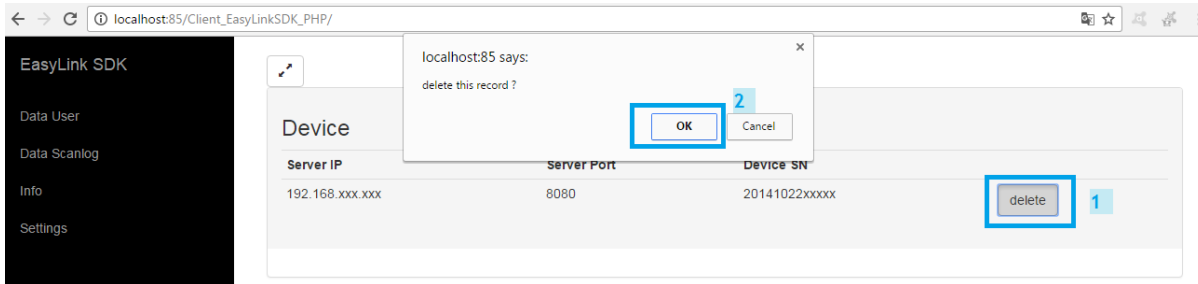 localhost:85/Client_EasyLinkSDK_PHP/
EasyLink SDK
Data User
Data Scanlog
Info
Settings
localhost:85 says:
delete this record ?
2
OK
Cancel
Device
Server IP
Server Port
Device SN
192.168.xxx.xxx
8080
20141022xxxxx
delete
1